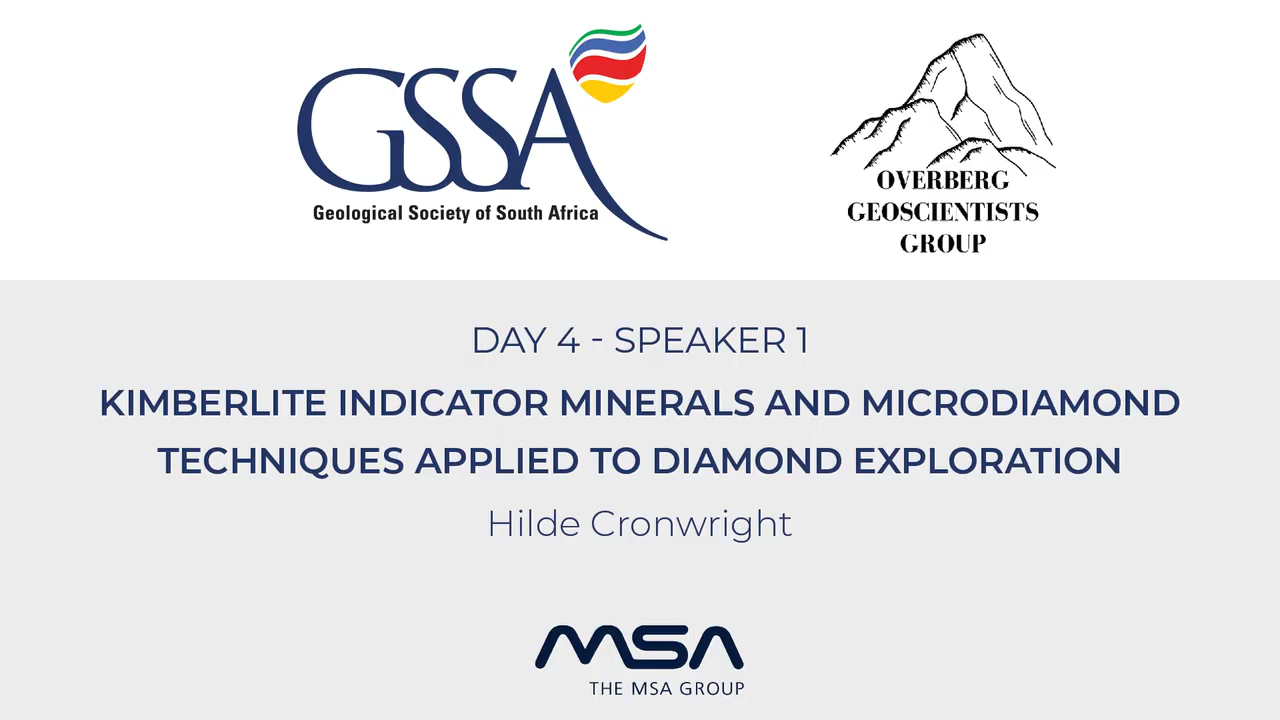 GSSA
Geological Society of South Africa
OVERBERG
GEOSCIENTISTS
GROUP
DAY 4 - SPEAKER 1
KIMBERLITE INDICATOR MINERALS AND MICRODIAMOND
TECHNIQUES APPLIED TO DIAMOND EXPLORATION
Hilde Cronwright
MSA
THE MSA GROUP